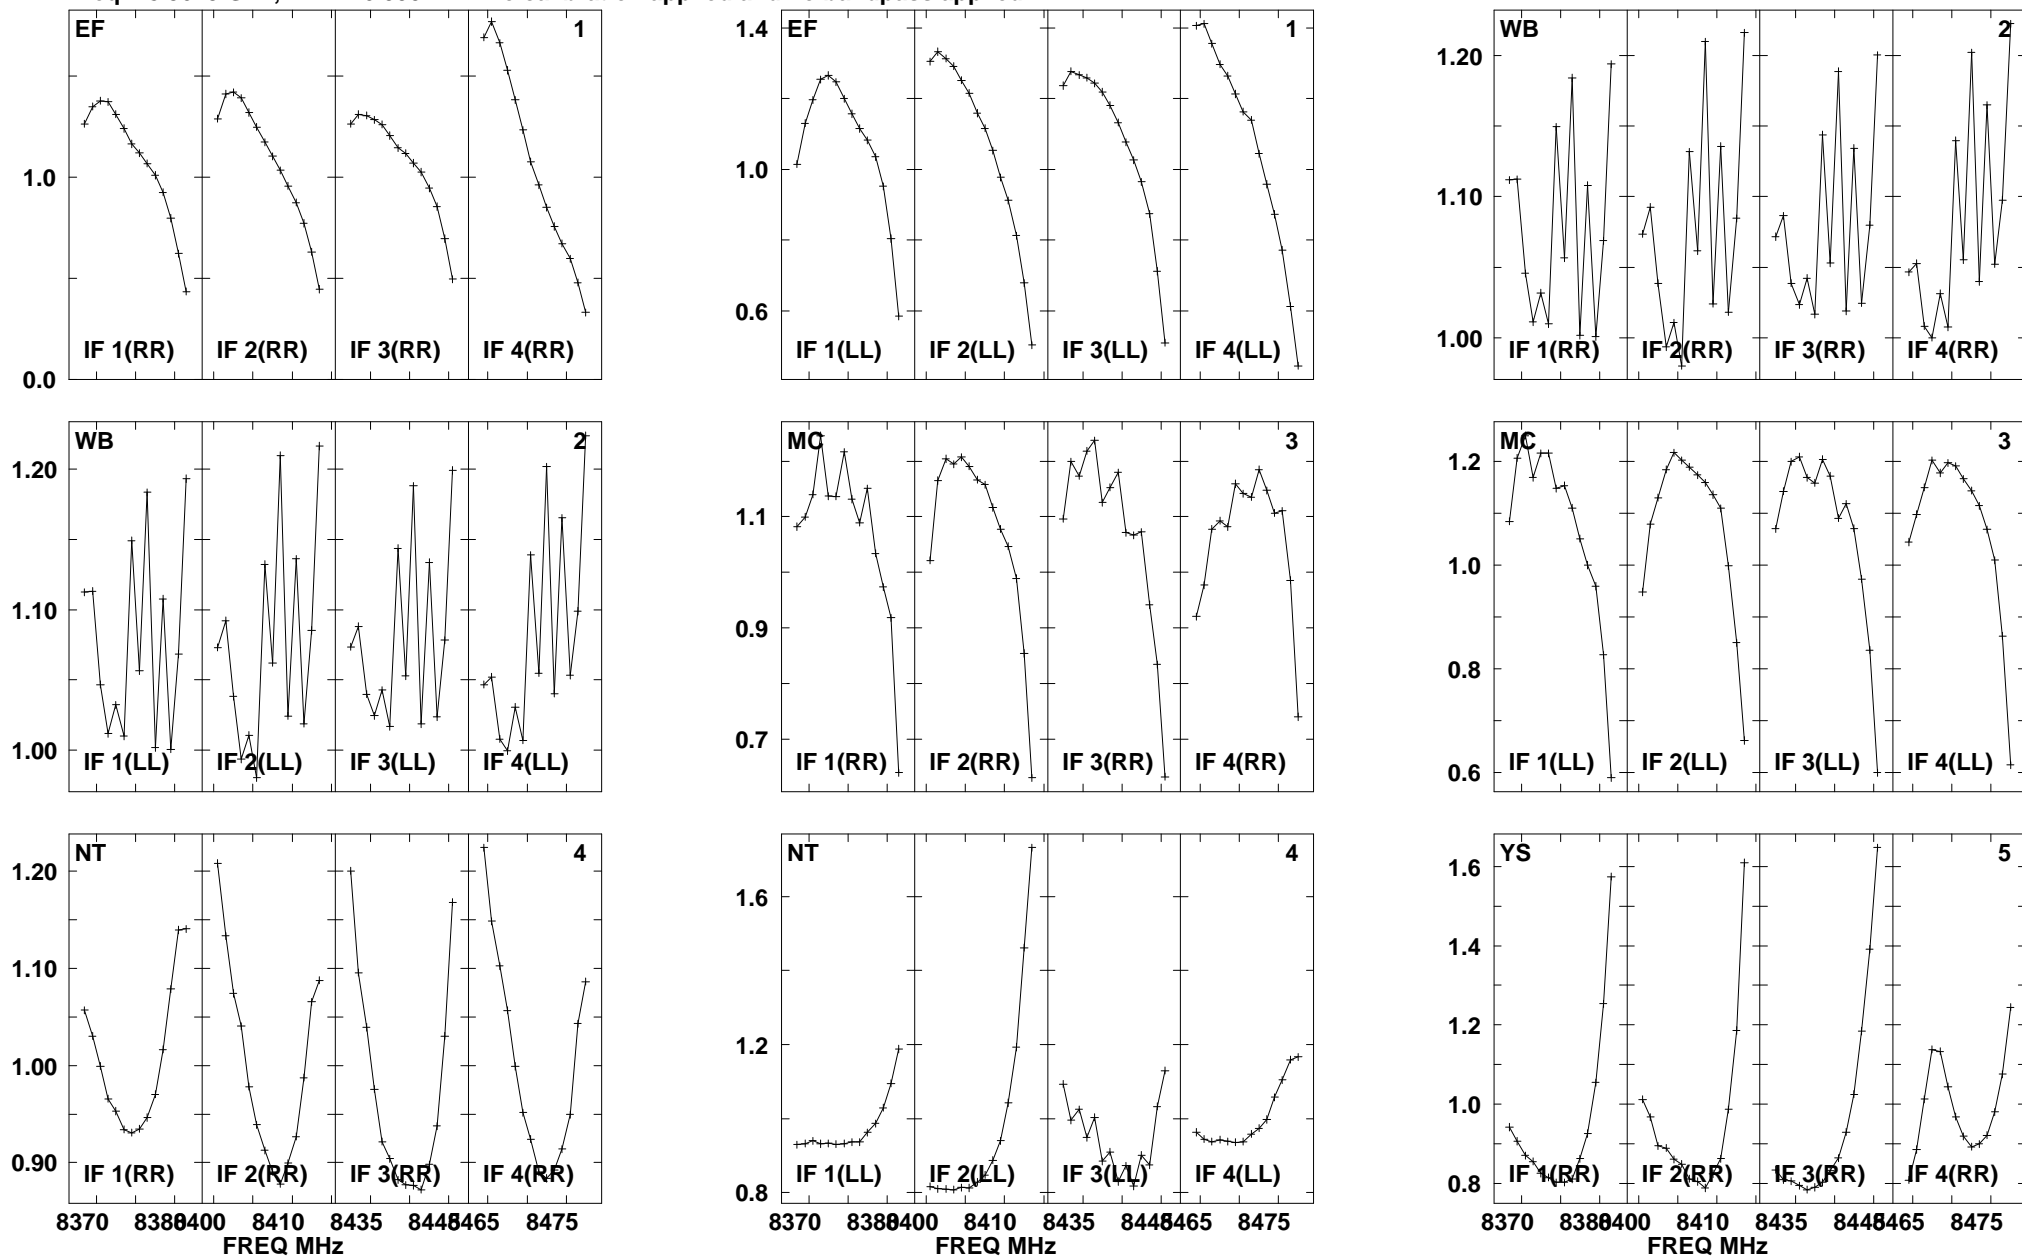 EF 1
1.0
0.0
IF 1(RR) IF 2(RR) IF 3(RR) IF 4(RR)
EF 1
1.4
1.0
0.6
IF 1(LL) IF 2(LL) IF 3(LL) IF 4(LL)
WB 2
1.20
1.10
1.00
IF 1(RR) IF 2(RR) IF 3(RR) IF 4(RR)
WB 2
1.20
1.10
1.00
IF 1(LL) IF 2(LL) IF 3(LL) IF 4(LL)
MC 3
1.1
0.9
0.7
IF 1(RR) IF 2(RR) IF 3(RR) IF 4(RR)
MC 3
1.2
1.0
0.8
0.6
IF 1(LL) IF 2(LL) IF 3(LL) IF 4(LL)
NT 4
1.20
1.10
1.00
0.90
IF 1(RR) IF 2(RR) IF 3(RR) IF 4(RR)
8370 8380 8400 8410 8435 8445 8465 8475
FREQ MHz
NT 4
1.6
1.2
0.8
IF 1(LL) IF 2(LL) IF 3(LL) IF 4(LL)
8370 8380 8400 8410 8435 8445 8465 8475
FREQ MHz
YS 5
1.6
1.4
1.2
1.0
0.8
IF 1(RR) IF 2(RR) IF 3(RR) IF 4(RR)
8370 8380 8400 8410 8435 8445 8465 8475
FREQ MHz